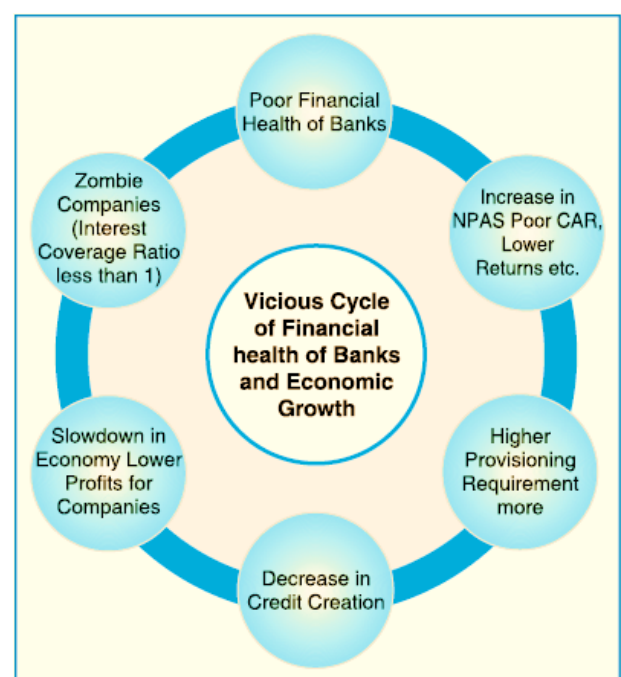 Poor Financial
Health of Banks
Increase in
NPAS Poor CAR,
Lower
Returns etc.
Higher
Provisioning
Requirement
more
Decrease in
Credit Creation
Slowdown in
Economy Lower
Profits for
Companies
Zombie
Companies
(Interest
Coverage Ratio
less than 1)
Vicious Cycle
of Financial
health of Banks
and Economic
Growth